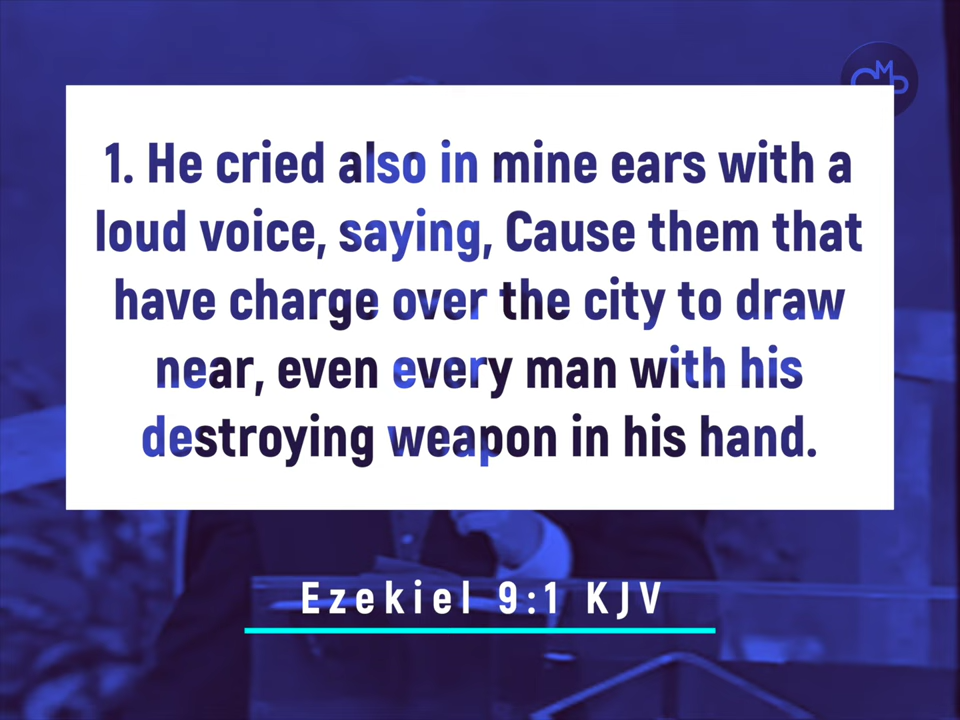 1. He cried also in mine ears with a
loud voice, saying, Cause them that
have charge over the city to draw
near, even every man with his
destroying weapon in his hand.
Ezekiel 9:1 KJV